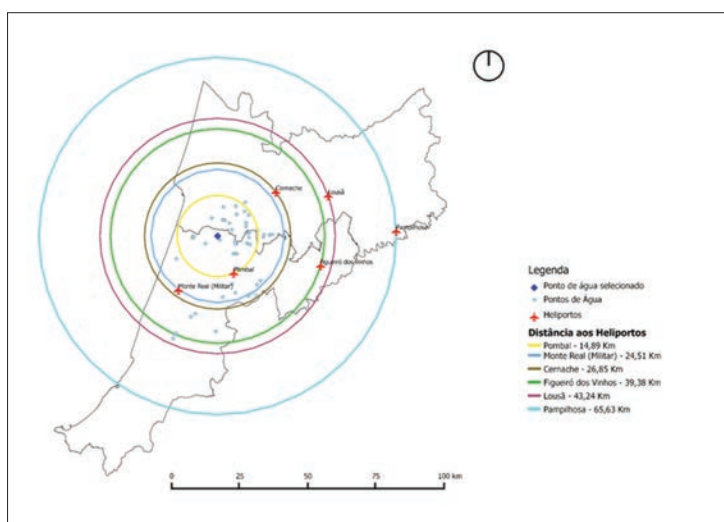 Cernache
Lousã
Pampilhosa
Figueiró dos Vinhos
Pombal
Monte Real (Militar)
Legenda
Ponto de água selecionado
Pontos de Água
Heliportos
Distância aos Heliportos
Pombal - 14,89 Km
Monte Real (Militar) - 24,51 Km
Cernache - 26,85 Km
Figueiró dos Vinhos - 39,38 Km
Lousã - 43,24 Km
Pampilhosa - 65,63 Km
0 25 50 75 100 km